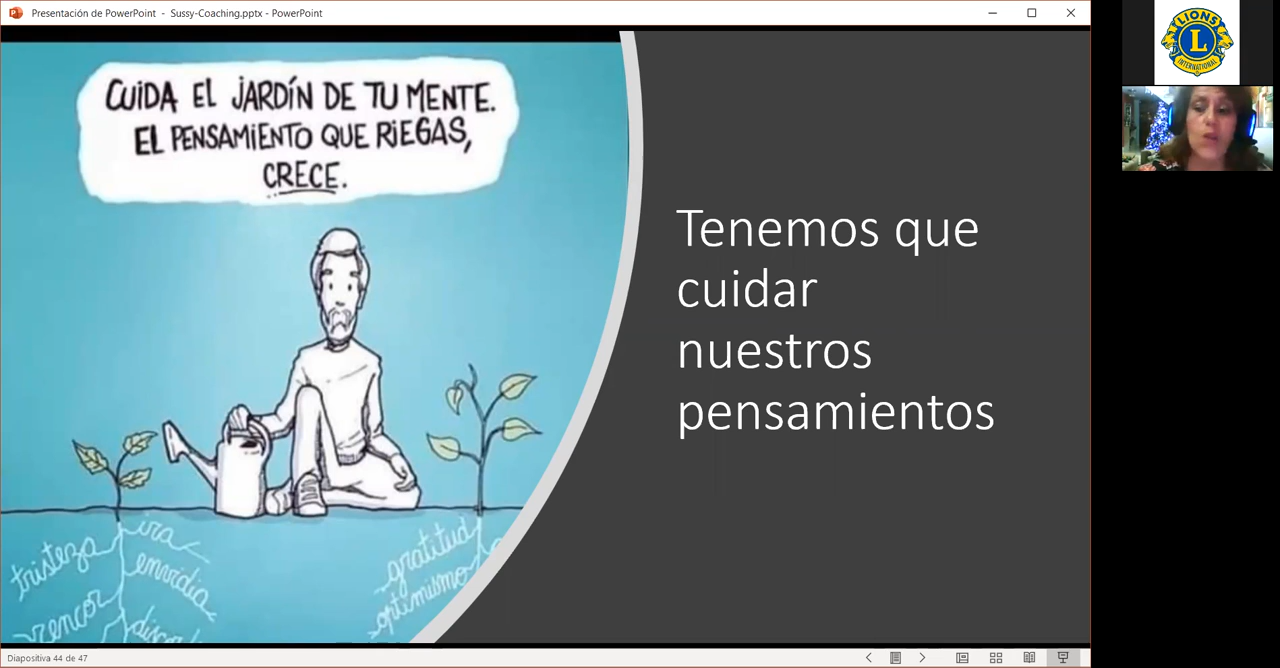 Presentación de PowerPoint - Sussy-Coaching.pptx - PowerPoint
CUIDA EL JARDÍN DE TU MENTE.
EL PENSAMIENTO QUE RIEGAS,
CRECE.
Tenemos que
cuidar
nuestros
pensamientos
tristeza
ira
envidia
rencor
gratitud
optimismo
Diapositiva 44 de 47
LIONS
L
INTERNATIONAL